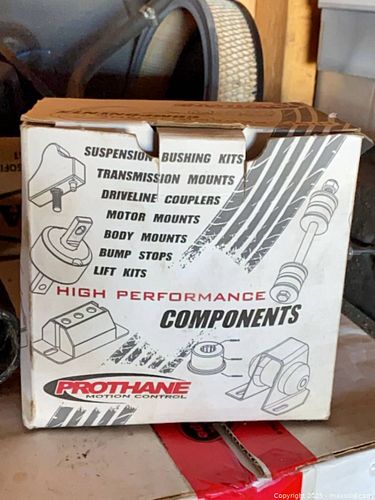 SUSPENSION BUSHING KITS
TRANSMISSION MOUNTS
DRIVELINE COUPLERS
MOTOR MOUNTS
BODY MOUNTS
BUMP STOPS
LIFT KITS
HIGH PERFORMANCE
COMPONENTS
PROTHANE
MOTION CONTROL